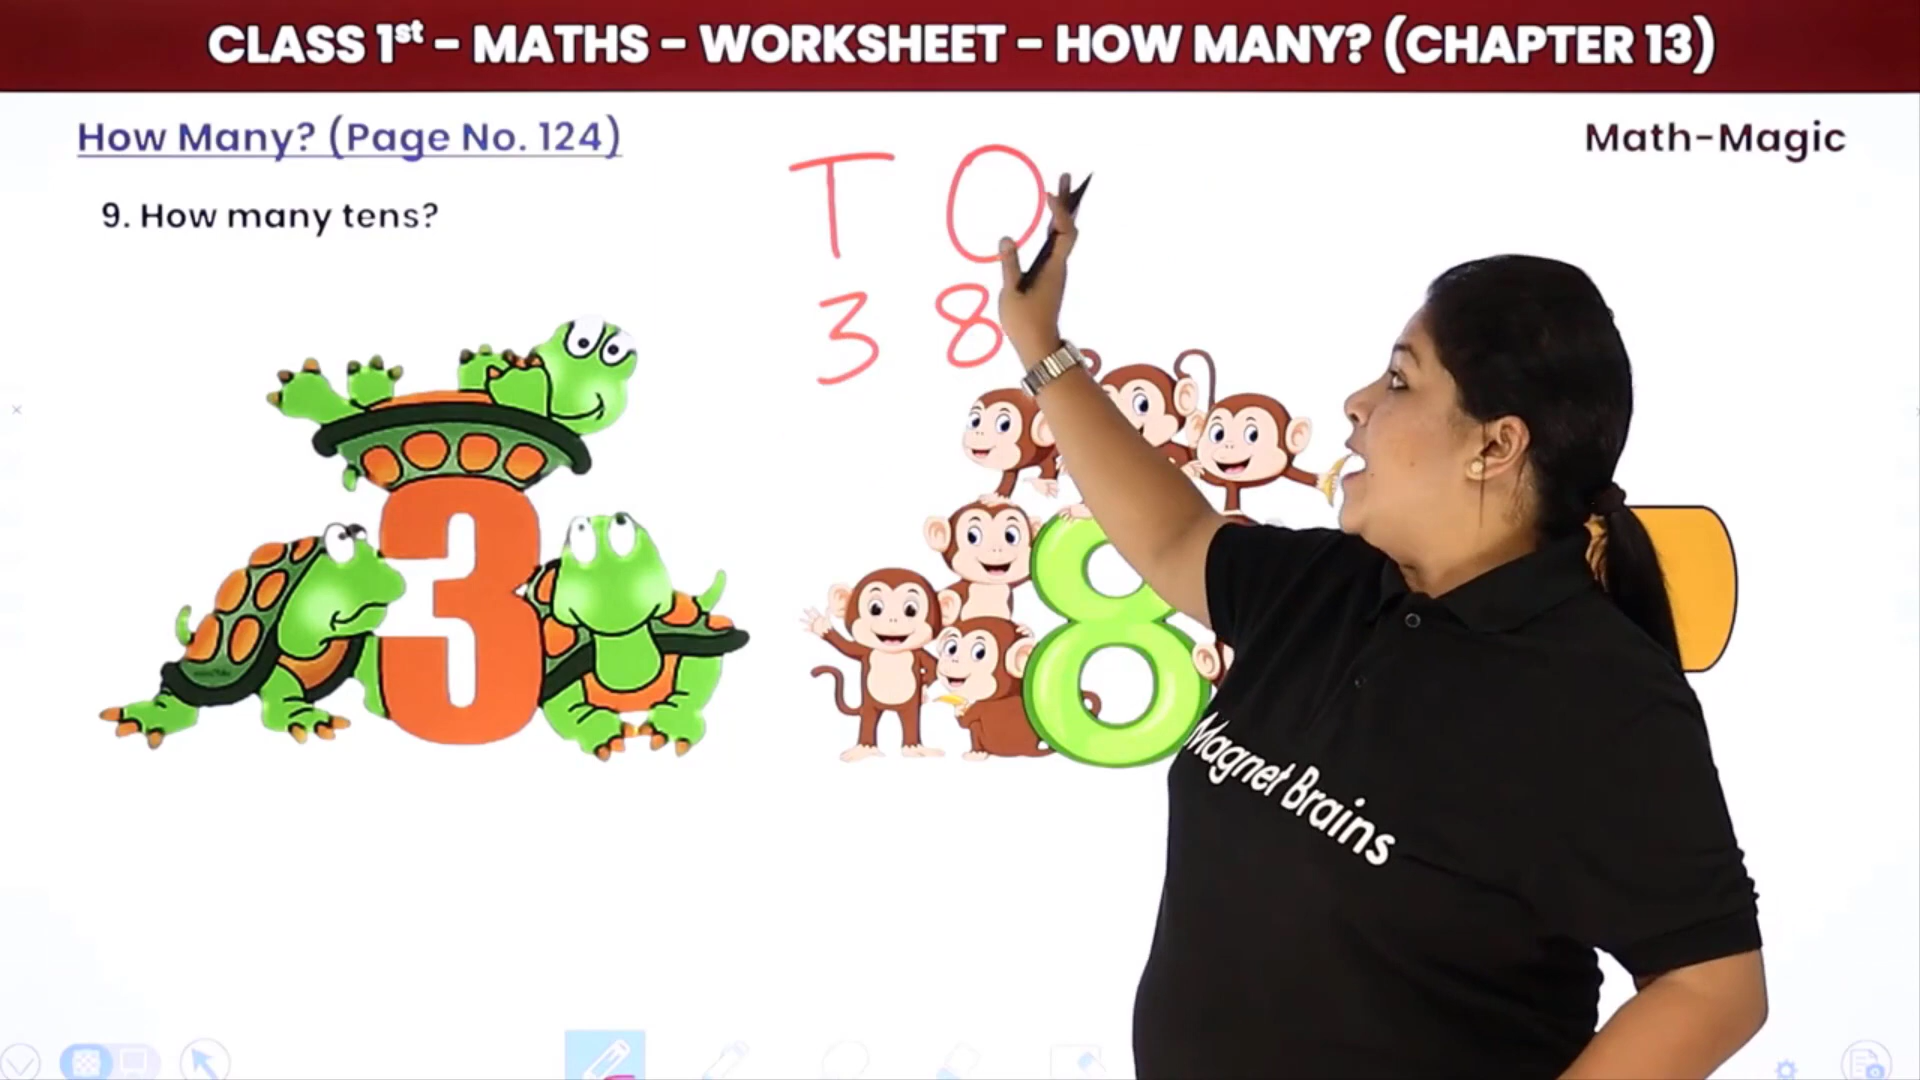 CLASS 1st - MATHS - WORKSHEET - HOW MANY? (CHAPTER 13)
How Many? (Page No. 124)
Math-Magic
9. How many tens?
T O
3 8
3
8
Magnet Brains